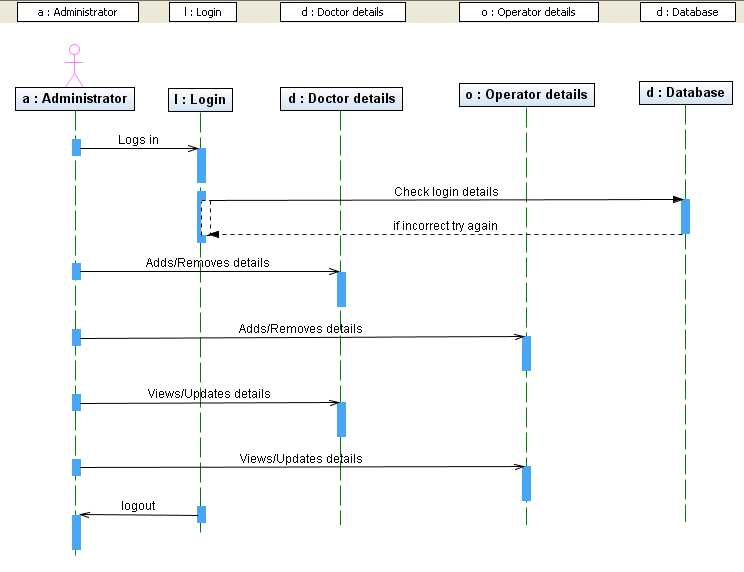 a : Administrator
l : Login
d : Doctor details
o : Operator details
d : Database
a : Administrator
l : Login
d : Doctor details
o : Operator details
d : Database
Logs in
Check login details
if incorrect try again
Adds/Removes details
Adds/Removes details
Views/Updates details
Views/Updates details
logout